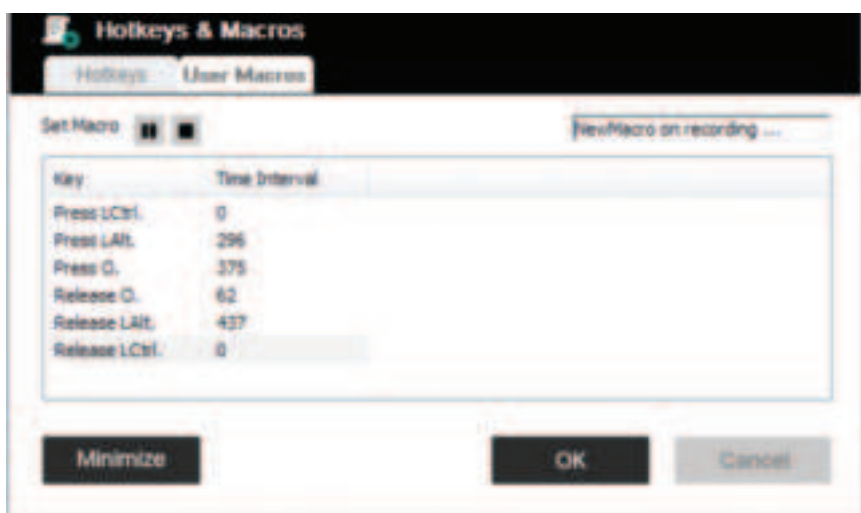 Hotkeys & Macros
Hotkeys User Macros
Set Macro NewMacro on recording ...
Key Time Interval
Press LCtrl. 0
Press LAlt. 296
Press O. 375
Release O. 62
Release LAlt. 437
Release LCtrl. 0
Minimize OK Cancel